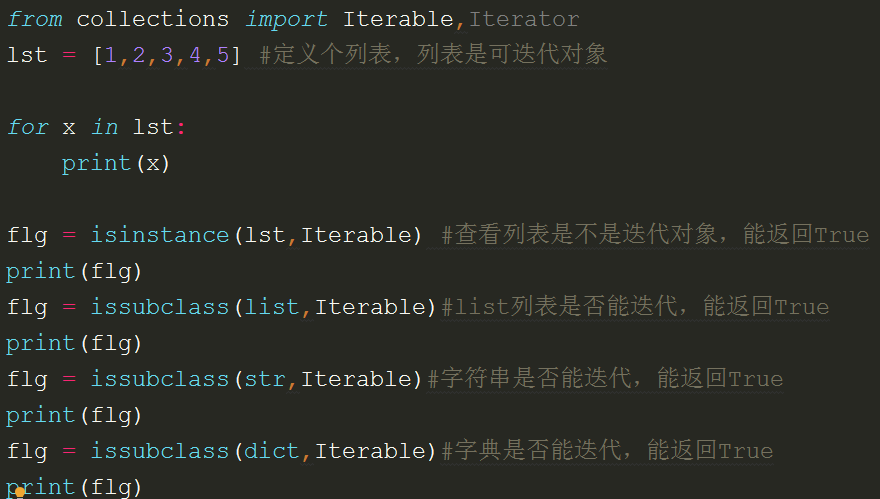 from collections import Iterable,Iterator
lst = [1,2,3,4,5] #定义个列表，列表是可迭代对象
for x in lst:
    print(x)
flg = isinstance(lst,Iterable) #查看列表是不是迭代对象，能返回True
print(flg)
flg = issubclass(list,Iterable)#list列表是否能迭代，能返回True
print(flg)
flg = issubclass(str,Iterable)#字符串是否能迭代，能返回True
print(flg)
flg = issubclass(dict,Iterable)#字典是否能迭代，能返回True
print(flg)